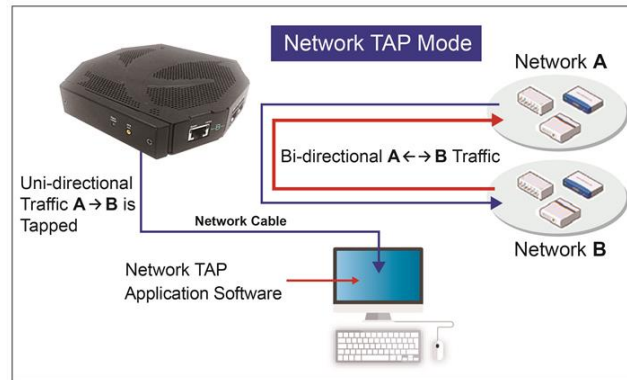 Network TAP Mode
Network A
Bi-directional A←→B Traffic
Uni-directional
Traffic A→B is
Tapped
Network Cable
Network B
Network TAP
Application Software